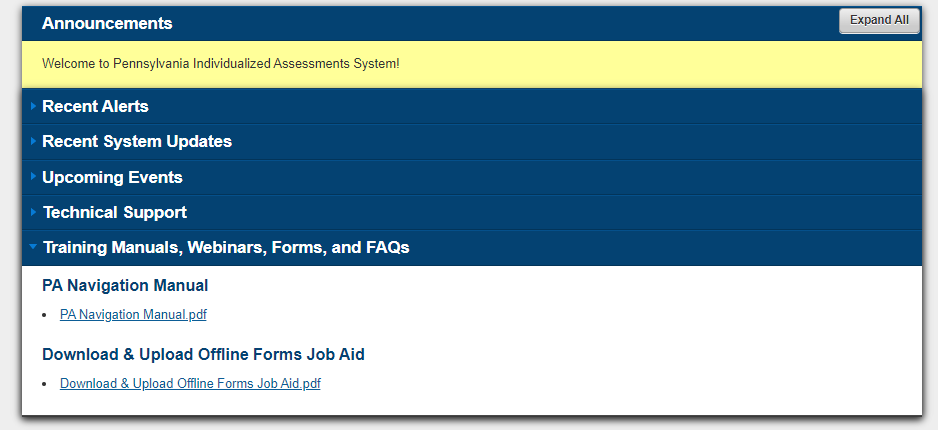 Announcements
Expand All
Welcome to Pennsylvania Individualized Assessments System!
Recent Alerts
Recent System Updates
Upcoming Events
Technical Support
Training Manuals, Webinars, Forms, and FAQs
PA Navigation Manual
PA Navigation Manual.pdf
Download & Upload Offline Forms Job Aid
Download & Upload Offline Forms Job Aid.pdf